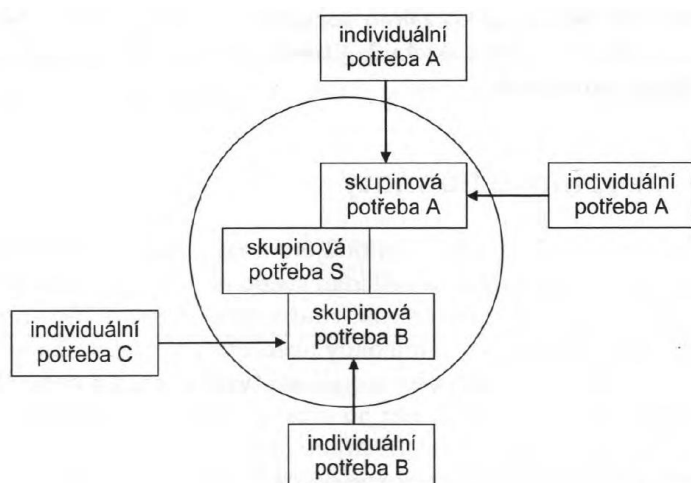 individuální
potřeba A
skupinová
potřeba A
individuální
potřeba A
skupinová
potřeba S
skupinová
potřeba B
individuální
potřeba C
individuální
potřeba B